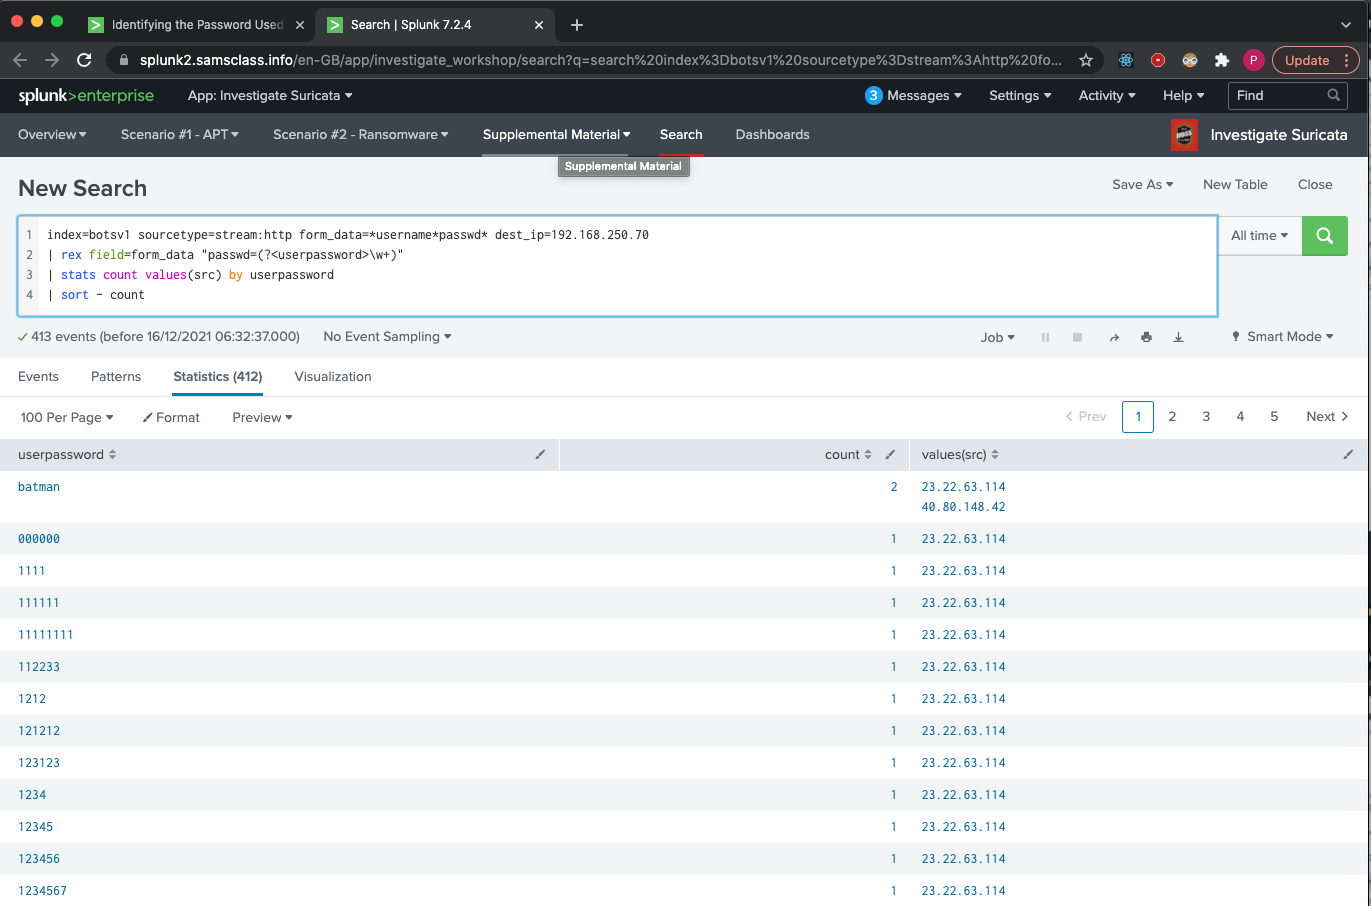 Identifying the Password Used
Search | Splunk 7.2.4
splunk2.samsclass.info/en-GB/app/investigate_workshop/search?q=search%20index%3Dbotsv1%20sourcetype%3Dstream%3Ahttp%20fo...
P
Update
splunk>enterprise
App: Investigate Suricata
3 Messages
Settings
Activity
Help
Find
Overview
Scenario #1 - APT
Scenario #2 - Ransomware
Supplemental Material
Search
Dashboards
Investigate Suricata
Supplemental Material
New Search
Save As
New Table
Close
1 index=botsv1 sourcetype=stream:http form_data=*username*passwd* dest_ip=192.168.250.70
2 | rex field=form_data "passwd=(?<userpassword>\w+)"
3 | stats count values(src) by userpassword
4 | sort - count
All time
413 events (before 16/12/2021 06:32:37.000)
No Event Sampling
Job
Smart Mode
Events
Patterns
Statistics (412)
Visualization
100 Per Page
Format
Preview
Prev
1
2
3
4
5
Next
userpassword
count
values(src)
batman 2 23.22.63.114
40.80.148.42
000000 1 23.22.63.114
1111 1 23.22.63.114
111111 1 23.22.63.114
11111111 1 23.22.63.114
112233 1 23.22.63.114
1212 1 23.22.63.114
121212 1 23.22.63.114
123123 1 23.22.63.114
1234 1 23.22.63.114
12345 1 23.22.63.114
123456 1 23.22.63.114
1234567 1 23.22.63.114